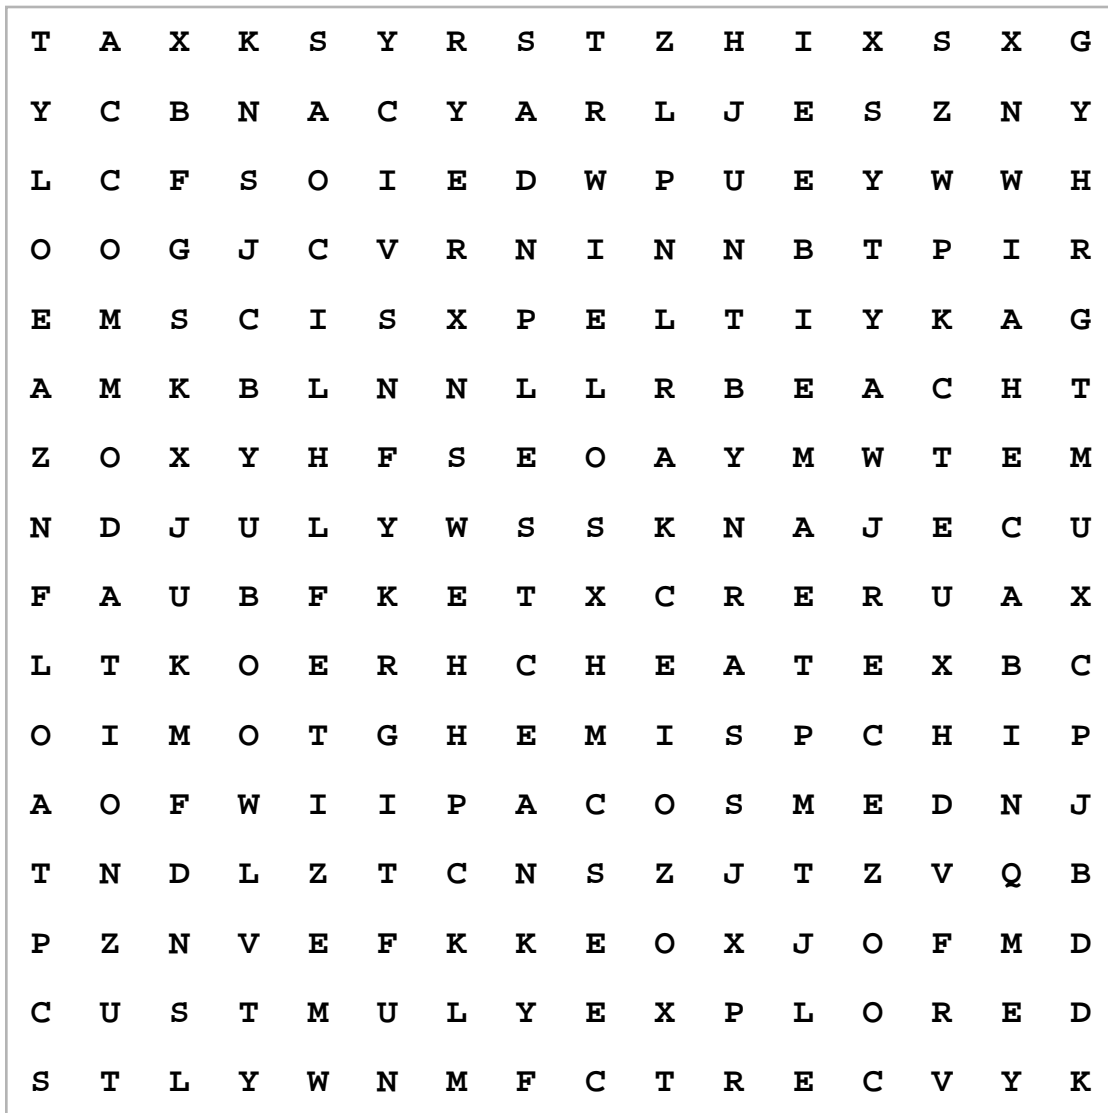 T A X K S Y R S T Z H I X S X G
Y C B N A C Y A R L J E S Z N Y
L C F S O I E D W P U E Y W W H
O O G J C V R N I N N B T P I R
E M S C I S X P E L T I Y K A G
A M K B L N N L L R B E A C H T
Z O X Y H F S E O A Y M W T E M
N D J U L Y W S S K N A J E C U
F A U B F K E T X C R E R U A X
L T K O E R H C H E A T E X B C
O I M O T G H E M I S P C H I P
A O F W I I P A C O S M E D N J
T N D L Z T C N S Z J T Z V Q B
P Z N V E F K K E O X J O F M D
C U S T M U L Y E X P L O R E D
S T L Y W N M F C T R E C V Y K